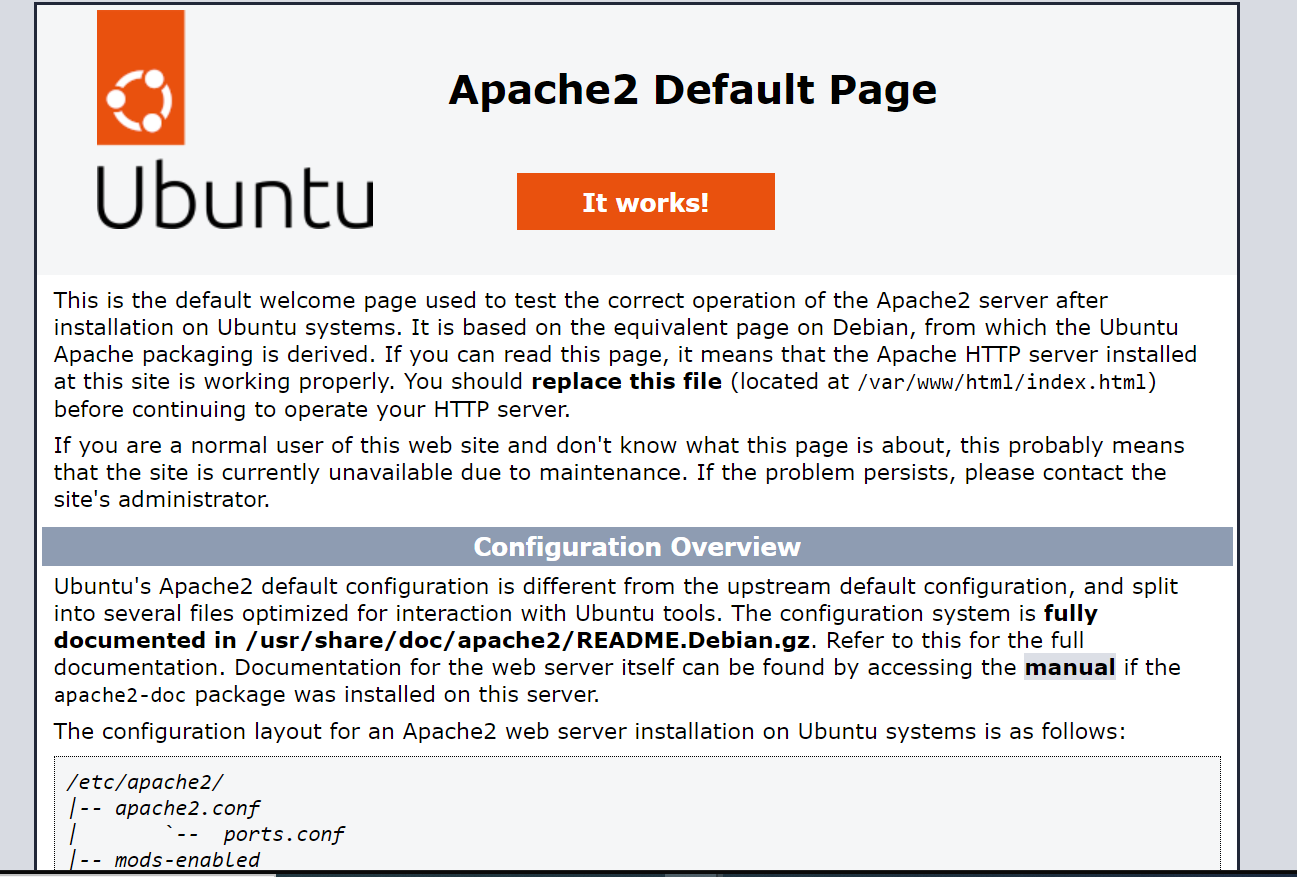 Apache2 Default Page
Ubuntu
It works!
This is the default welcome page used to test the correct operation of the Apache2 server after
installation on Ubuntu systems. It is based on the equivalent page on Debian, from which the Ubuntu
Apache packaging is derived. If you can read this page, it means that the Apache HTTP server installed
at this site is working properly. You should replace this file (located at /var/www/html/index.html)
before continuing to operate your HTTP server.
If you are a normal user of this web site and don't know what this page is about, this probably means
that the site is currently unavailable due to maintenance. If the problem persists, please contact the
site's administrator.
Configuration Overview
Ubuntu's Apache2 default configuration is different from the upstream default configuration, and split
into several files optimized for interaction with Ubuntu tools. The configuration system is fully
documented in /usr/share/doc/apache2/README.Debian.gz. Refer to this for the full
documentation. Documentation for the web server itself can be found by accessing the manual if the
apache2-doc package was installed on this server.
The configuration layout for an Apache2 web server installation on Ubuntu systems is as follows:
/etc/apache2/
|-- apache2.conf
|       `--  ports.conf
|-- mods-enabled